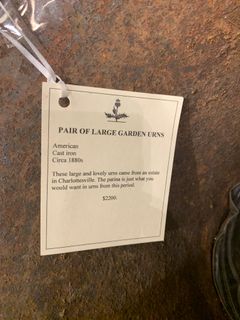 PAIR OF LARGE GARDEN URNS
American
Cast iron
Circa 1880s
These large and lovely urns came from an estate
in Charlottesville. The patina is just what you
would want in urns from this period.
$2200.